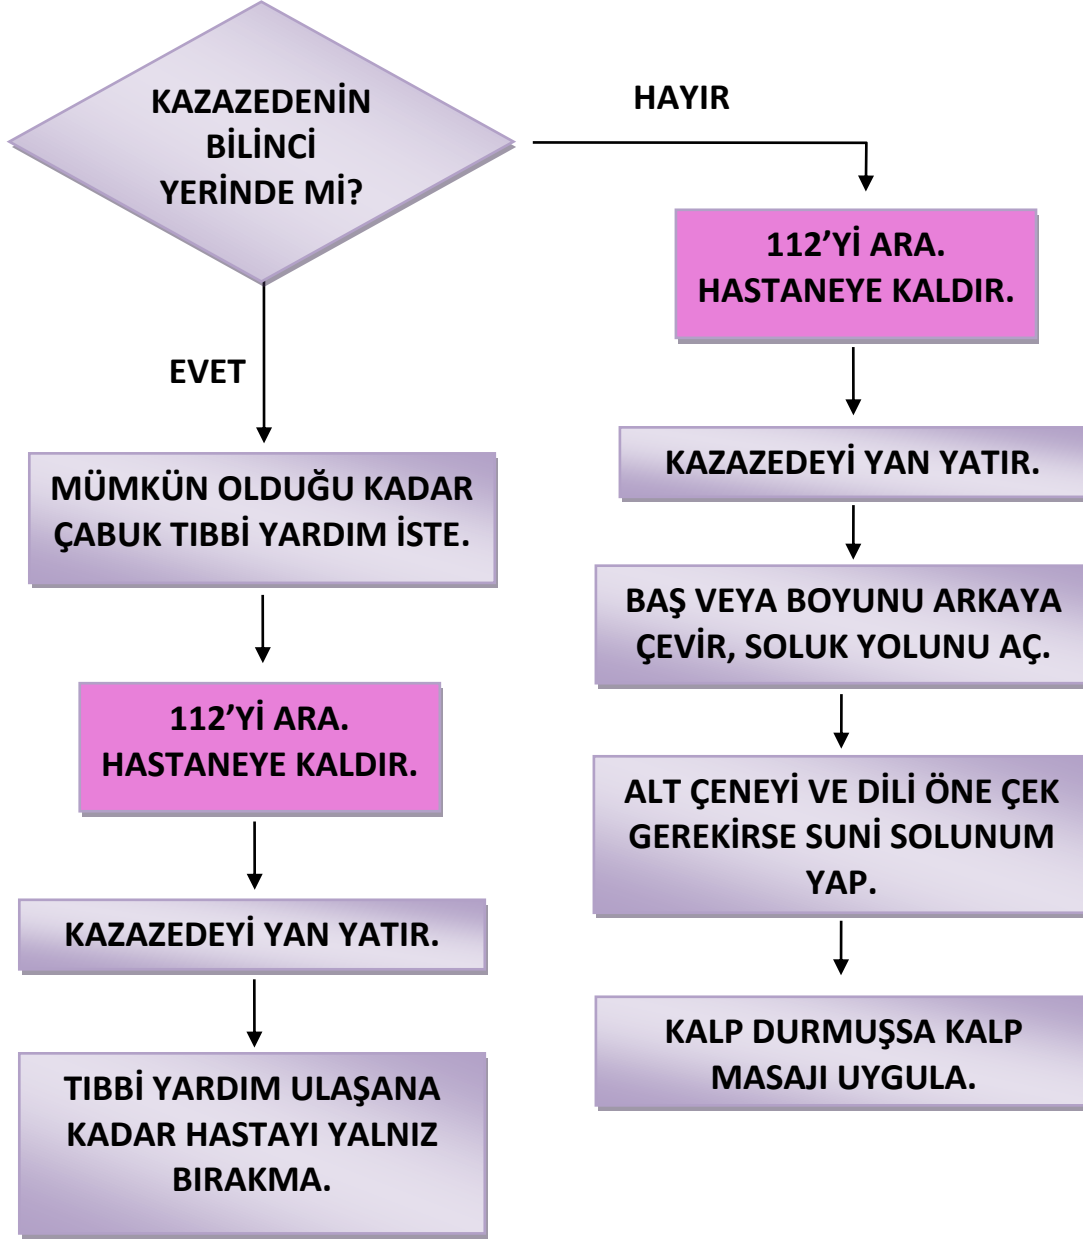 KAZAZEDENİN
BİLİNCİ
YERİNDE Mİ?
EVET
MÜMKÜN OLDUĞU KADAR
ÇABUK TIBBİ YARDIM İSTE.
112’Yİ ARA.
HASTANEYE KALDIR.
KAZAZEDEYİ YAN YATIR.
TIBBİ YARDIM ULAŞANA
KADAR HASTAYI YALNIZ
BIRAKMA.
HAYIR
112’Yİ ARA.
HASTANEYE KALDIR.
KAZAZEDEYİ YAN YATIR.
BAŞ VEYA BOYUNU ARKAYA
ÇEVİR, SOLUK YOLUNU AÇ.
ALT ÇENEYİ VE DİLİ ÖNE ÇEK
GEREKİRSE SUNİ SOLUNUM
YAP.
KALP DURMUŞSA KALP
MASAJI UYGULA.